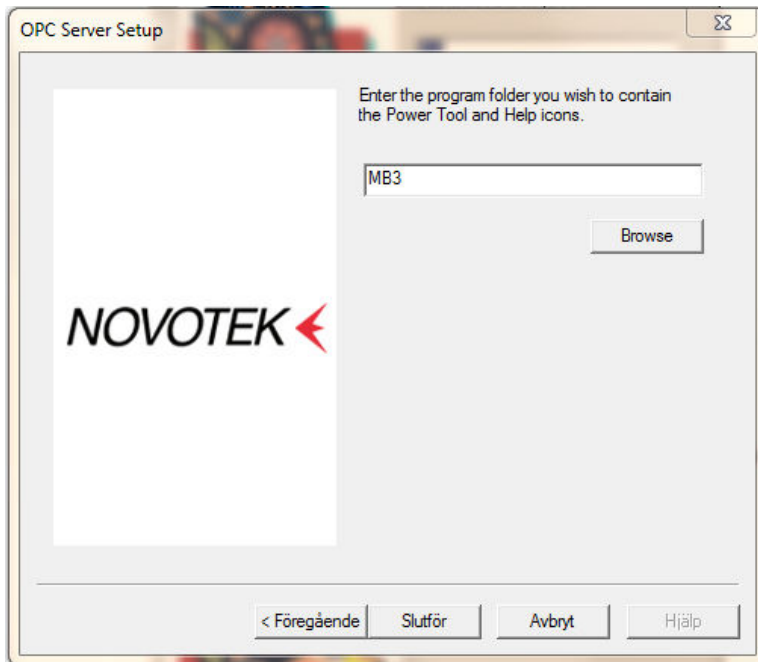 OPC Server Setup
Enter the program folder you wish to contain
the Power Tool and Help icons.
MB3
Browse
NOVOTEK
< Föregående
Slutför
Avbryt
Hjälp